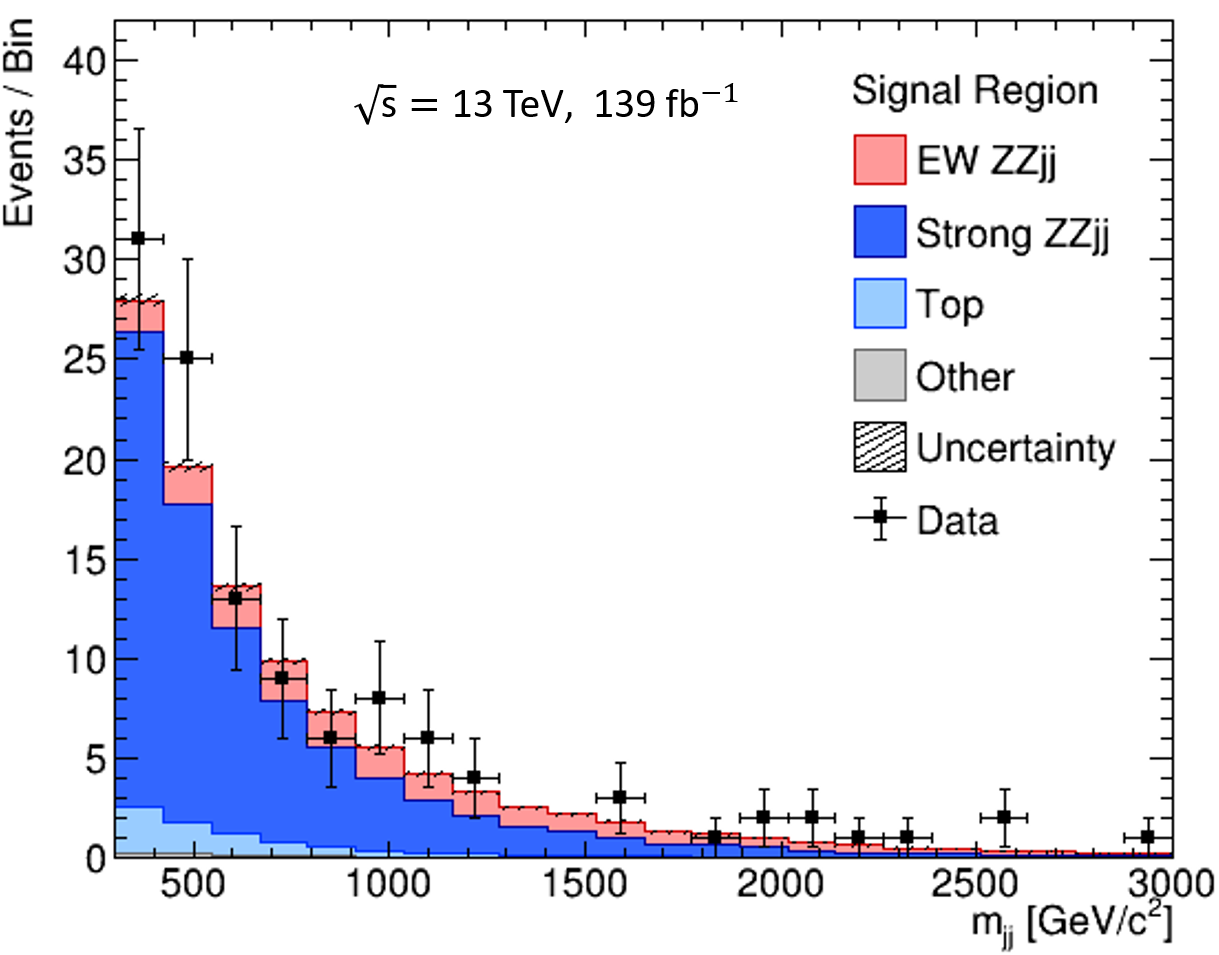 Events / Bin
40
35
30
25
20
15
10
5
0
√s = 13 TeV, 139 fb⁻¹
Signal Region
EW ZZjj
Strong ZZjj
Top
Other
Uncertainty
Data
500 1000 1500 2000 2500 3000
m_jj [GeV/c²]